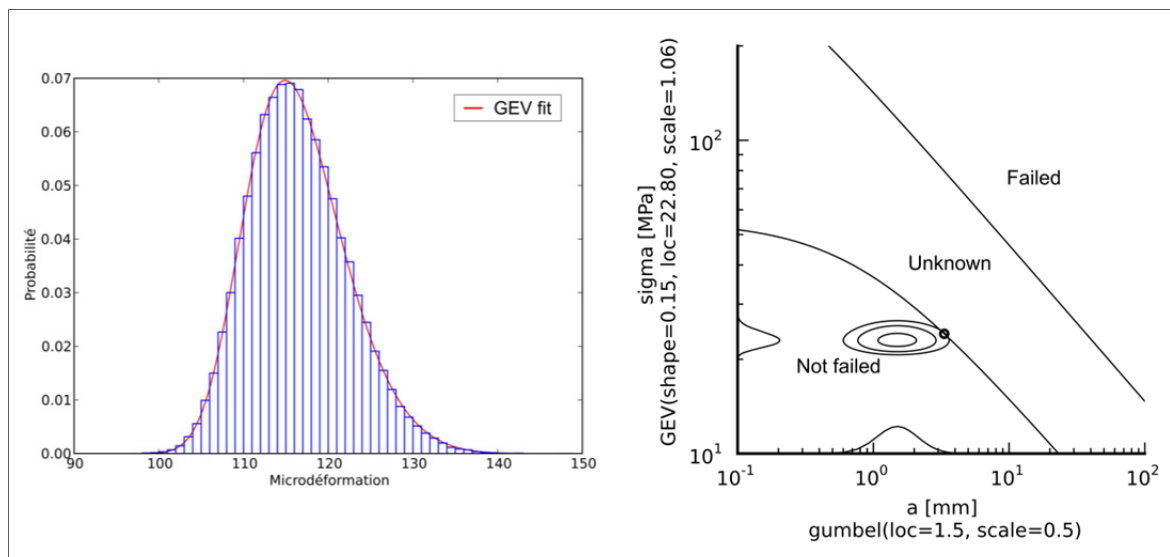 0.07
0.06
0.05
0.04
0.03
0.02
0.01
0.00
Probabilité
GEV fit
90 100 110 120 130 140 150
Microdéformation
sigma [MPa]
GEV(shape=0.15, loc=22.80, scale=1.06)
10²
10¹
Failed
Unknown
Not failed
10⁻¹ 10⁰ 10¹ 10²
a [mm]
gumbel(loc=1.5, scale=0.5)